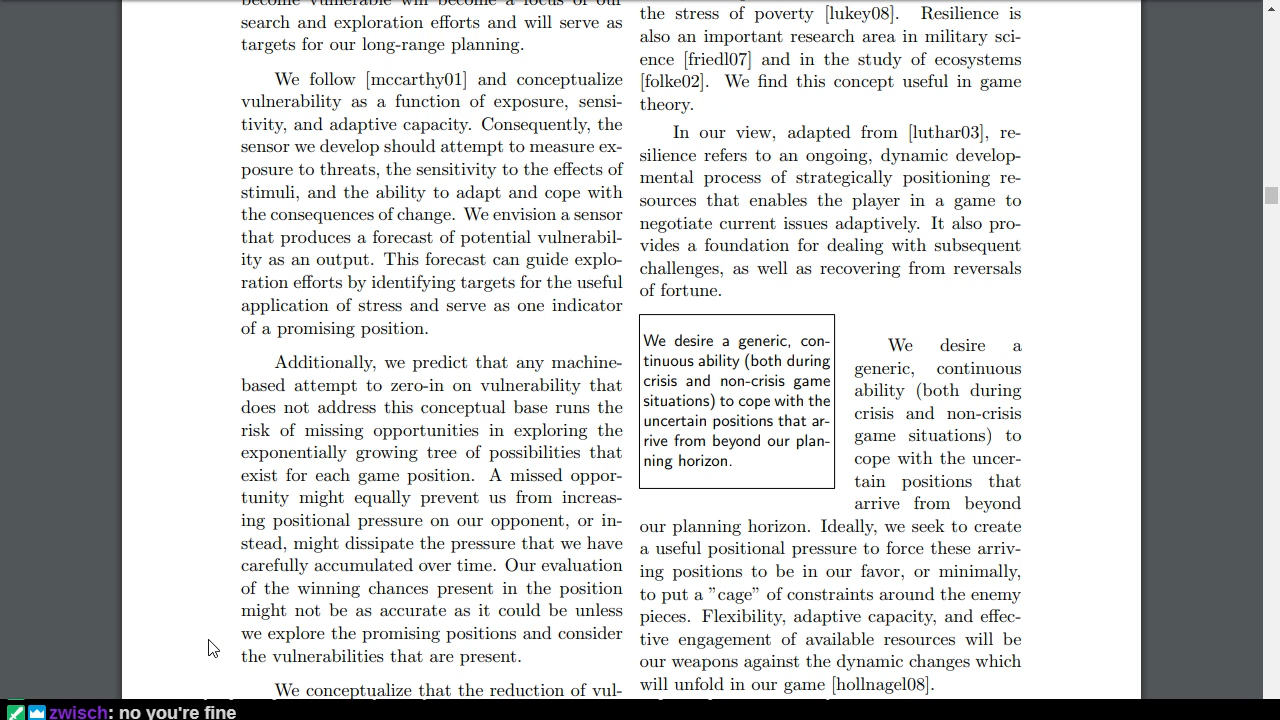 become vulnerable will become a focus of our
search and exploration efforts and will serve as
targets for our long-range planning.
We follow [mccarthy01] and conceptualize
vulnerability as a function of exposure, sensi-
tivity, and adaptive capacity. Consequently, the
sensor we develop should attempt to measure ex-
posure to threats, the sensitivity to the effects of
stimuli, and the ability to adapt and cope with
the consequences of change. We envision a sensor
that produces a forecast of potential vulnerabil-
ity as an output. This forecast can guide explo-
ration efforts by identifying targets for the useful
application of stress and serve as one indicator
of a promising position.
Additionally, we predict that any machine-
based attempt to zero-in on vulnerability that
does not address this conceptual base runs the
risk of missing opportunities in exploring the
exponentially growing tree of possibilities that
exist for each game position. A missed oppor-
tunity might equally prevent us from increas-
ing positional pressure on our opponent, or in-
stead, might dissipate the pressure that we have
carefully accumulated over time. Our evaluation
of the winning chances present in the position
might not be as accurate as it could be unless
we explore the promising positions and consider
the vulnerabilities that are present.
We conceptualize that the reduction of vul-
the stress of poverty [lukey08]. Resilience is
also an important research area in military sci-
ence [friedl07] and in the study of ecosystems
[folke02]. We find this concept useful in game
theory.
In our view, adapted from [luthar03], re-
silience refers to an ongoing, dynamic develop-
mental process of strategically positioning re-
sources that enables the player in a game to
negotiate current issues adaptively. It also pro-
vides a foundation for dealing with subsequent
challenges, as well as recovering from reversals
of fortune.
We desire a generic, con-
tinuous ability (both during
crisis and non-crisis game
situations) to cope with the
uncertain positions that ar-
rive from beyond our plan-
ning horizon.
We desire a
generic, continuous
ability (both during
crisis and non-crisis
game situations) to
cope with the uncer-
tain positions that
arrive from beyond
our planning horizon. Ideally, we seek to create
a useful positional pressure to force these arriv-
ing positions to be in our favor, or minimally,
to put a ”cage” of constraints around the enemy
pieces. Flexibility, adaptive capacity, and effec-
tive engagement of available resources will be
our weapons against the dynamic changes which
will unfold in our game [hollnagel08].
zwisch: no you're fine